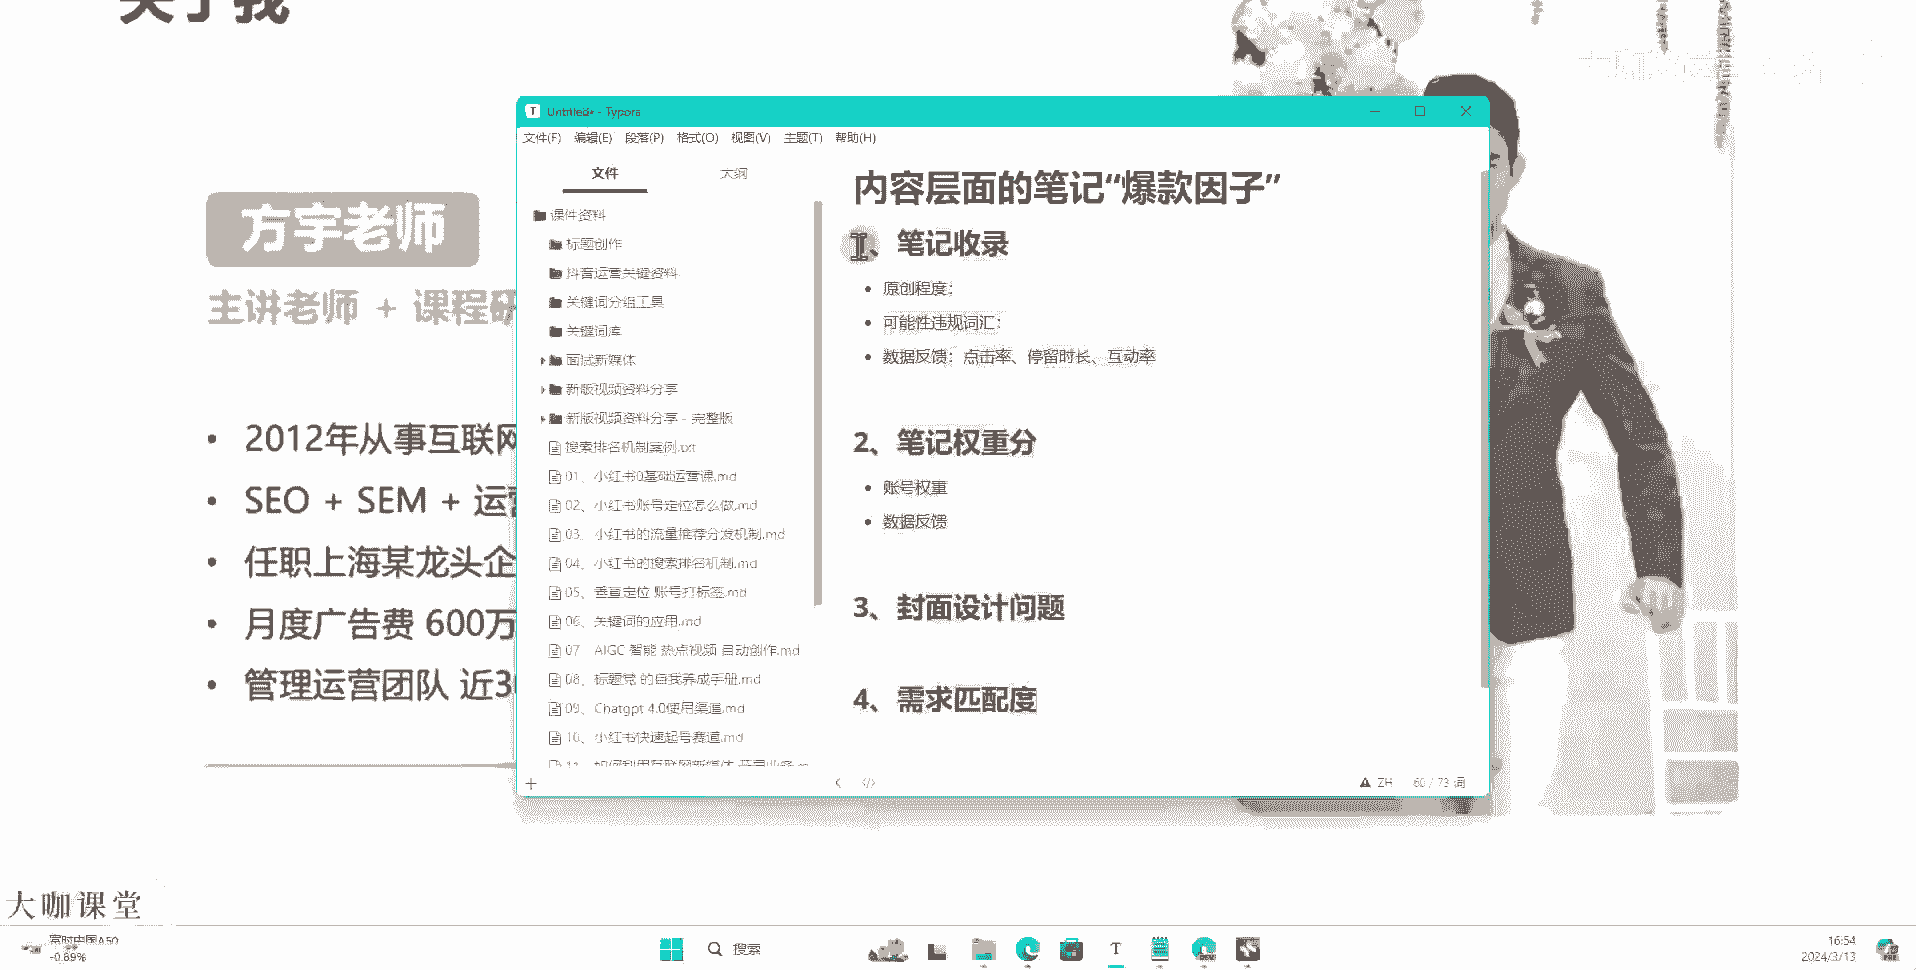 关于我
方宇老师
主讲老师 + 课程研
2012年从事互联网
SEO + SEM + 运营
任职上海某龙头企
月度广告费 600万
管理运营团队 近30
Untitled• - Typora
文件(F) 编辑(E) 段落(P) 格式(O) 视图(V) 主题(T) 帮助(H)
文件 大纲
课件资料
标题创作
抖音运营关键资料
关键词分组工具
关键词库
面试新媒体
新版视频资料分享
新版视频资料分享 - 完整版
搜索排名机制案例.txt
01、小红书0基础运营课.md
02、小红书账号定位怎么做.md
03、小红书的流量推荐分发机制.md
04、小红书的搜索排名机制.md
05、垂直定位 账号打标签.md
06、关键词的应用.md
07、AIGC 智能 热点视频 自动创作.md
08、标题党 的自我养成手册.md
09、Chatgpt 4.0使用渠道.md
10、小红书快速起号赛道.md
内容层面的笔记“爆款因子”
1、笔记收录
原创程度：
可能性违规词汇：
数据反馈：点击率、停留时长、互动率
2、笔记权重分
账号权重
数据反馈
3、封面设计问题
4、需求匹配度
ZH 60 / 73 词
大咖课堂
富时中国A50
-0.89%
搜索
16:54
2024/3/13